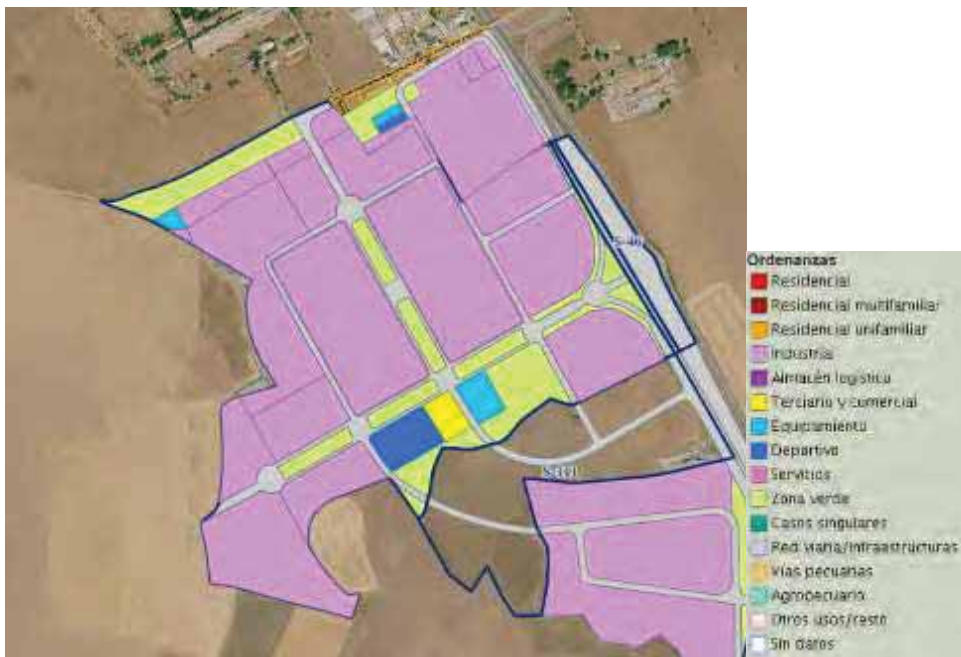 Ordenanzas
Residencial
Residencial multifamiliar
Residencial unifamiliar
Industria
Almacén logística
Terciario y comercial
Equipamiento
Deportivo
Servicios
Zona verde
Casos singulares
Red viaria/infraestructuras
Vías pecuarias
Agropecuario
Otros usos/resto
Sin datos